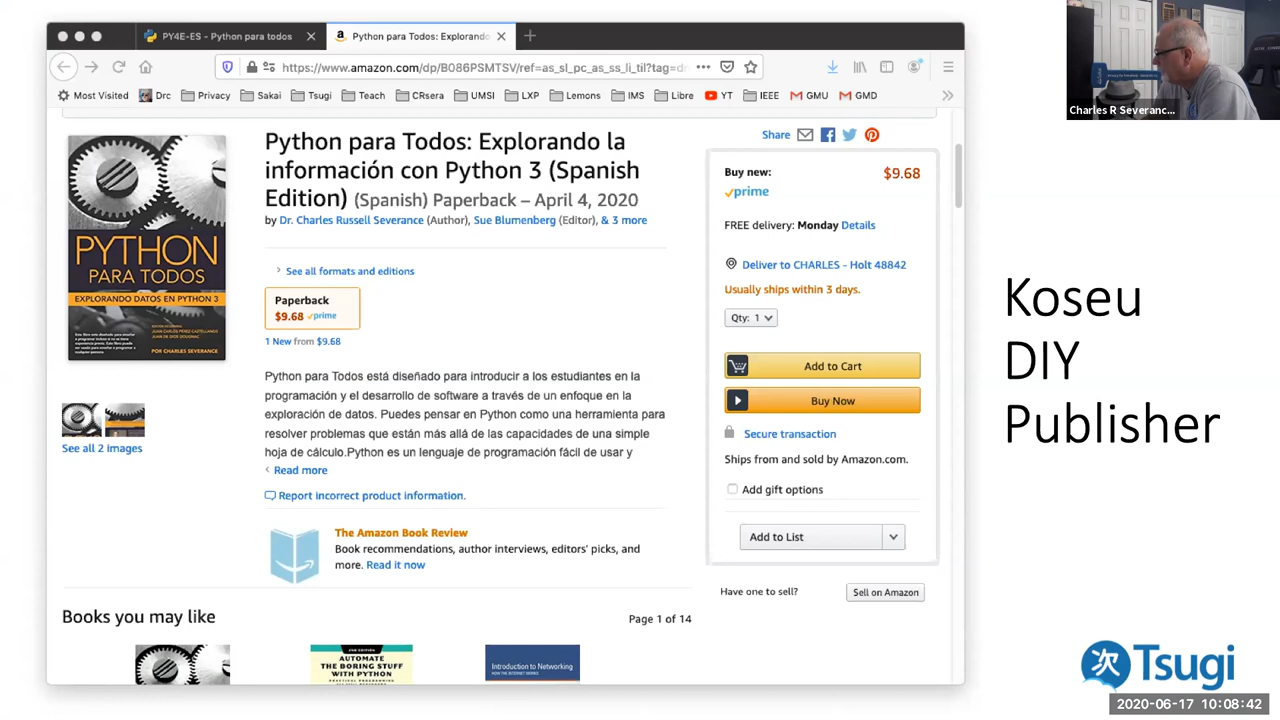 PY4E-ES - Python para todos
Python para Todos: Explorando
https://www.amazon.com/dp/B086PSMTSV/ref=as_sl_pc_as_ss_li_til?tag=d
Most Visited Drc Privacy Sakai Tsugi Teach CRsera UMSI LXP Lemons IMS Libre YT IEEE GMU GMD
Charles R Severanc...
Python para Todos: Explorando la
información con Python 3 (Spanish
Edition) (Spanish) Paperback – April 4, 2020
by Dr. Charles Russell Severance (Author), Sue Blumenberg (Editor), & 3 more
See all formats and editions
Paperback
$9.68 prime
1 New from $9.68
Python para Todos está diseñado para introducir a los estudiantes en la
programación y el desarrollo de software a través de un enfoque en la
exploración de datos. Puedes pensar en Python como una herramienta para
resolver problemas que están más allá de las capacidades de una simple
hoja de cálculo.Python es un lenguaje de programación fácil de usar y
Read more
Report incorrect product information.
The Amazon Book Review
Book recommendations, author interviews, editors' picks, and
more. Read it now
PYTHON
PARA TODOS
EXPLORANDO DATOS EN PYTHON 3
JUAN CARLOS PÉREZ CASTELLANOS
JUAN DE DIOS DOUGNAC
POR CHARLES SEVERANCE
See all 2 images
Share
Buy new: $9.68
prime
FREE delivery: Monday Details
Deliver to CHARLES - Holt 48842
Usually ships within 3 days.
Qty: 1
Add to Cart
Buy Now
Secure transaction
Ships from and sold by Amazon.com.
Add gift options
Add to List
Have one to sell? Sell on Amazon
Books you may like
Page 1 of 14
AUTOMATE
THE BORING STUFF
WITH PYTHON
Introduction to Networking
HOW THE INTERNET WORKS
Koseu
DIY
Publisher
次 Tsugi
2020-06-17 10:08:42